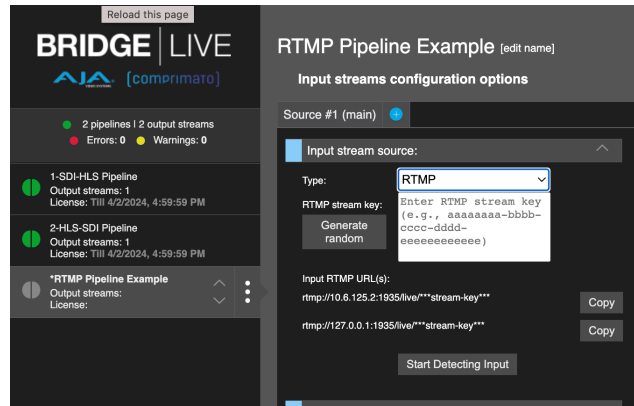 Reload this page
BRIDGE LIVE
AJA VIDEO SYSTEMS [comprimato]
2 pipelines I 2 output streams
Errors: 0 Warnings: 0
1-SDI-HLS Pipeline
Output streams: 1
License: Till 4/2/2024, 4:59:59 PM
2-HLS-SDI Pipeline
Output streams: 1
License: Till 4/2/2024, 4:59:59 PM
*RTMP Pipeline Example
Output streams:
License:
RTMP Pipeline Example [edit name]
Input streams configuration options
Source #1 (main)
Input stream source:
Type: RTMP
RTMP stream key:
Generate
random
Enter RTMP stream key
(e.g., aaaaaaaa-bbbb-
cccc-dddd-
eeeeeeeeeeee)
Input RTMP URL(s):
rtmp://10.6.125.2:1935/live/***stream-key*** Copy
rtmp://127.0.0.1:1935/live/***stream-key*** Copy
Start Detecting Input